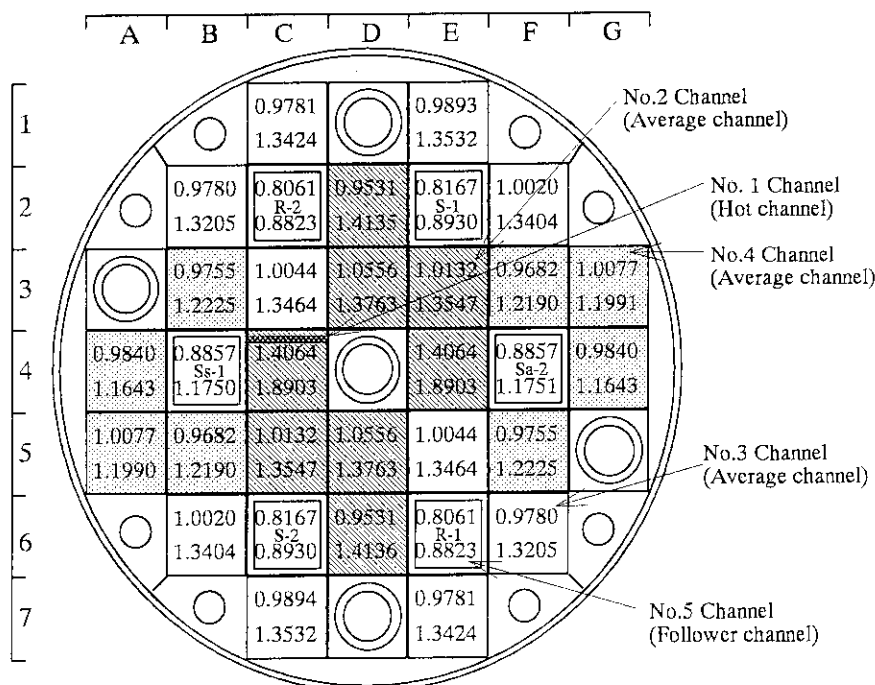 A B C D E F G
1
0.9781 0.9893
1.3424 1.3532
No.2 Channel
(Average channel)
2
0.9780 0.8061 0.9531 0.8167 1.0020
R-2 S-1
1.3205 0.8823 1.4135 0.8930 1.3404
No. 1 Channel
(Hot channel)
3
0.9755 1.0044 1.0556 1.0132 0.9682 1.0077
1.2225 1.3464 1.3763 1.3547 1.2190 1.1991
No.4 Channel
(Average channel)
4
0.9840 0.8857 1.4064 1.4064 0.8857 0.9840
Ss-1 Sa-2
1.1643 1.1750 1.8903 1.8903 1.1751 1.1643
5
1.0077 0.9682 1.0132 1.0556 1.0044 0.9755
1.1990 1.2190 1.3547 1.3763 1.3464 1.2225
No.3 Channel
(Average channel)
6
1.0020 0.8167 0.9531 0.8061 0.9780
S-2 R-1
1.3404 0.8930 1.4136 0.8823 1.3205
7
0.9894 0.9781
1.3532 1.3424
No.5 Channel
(Follower channel)